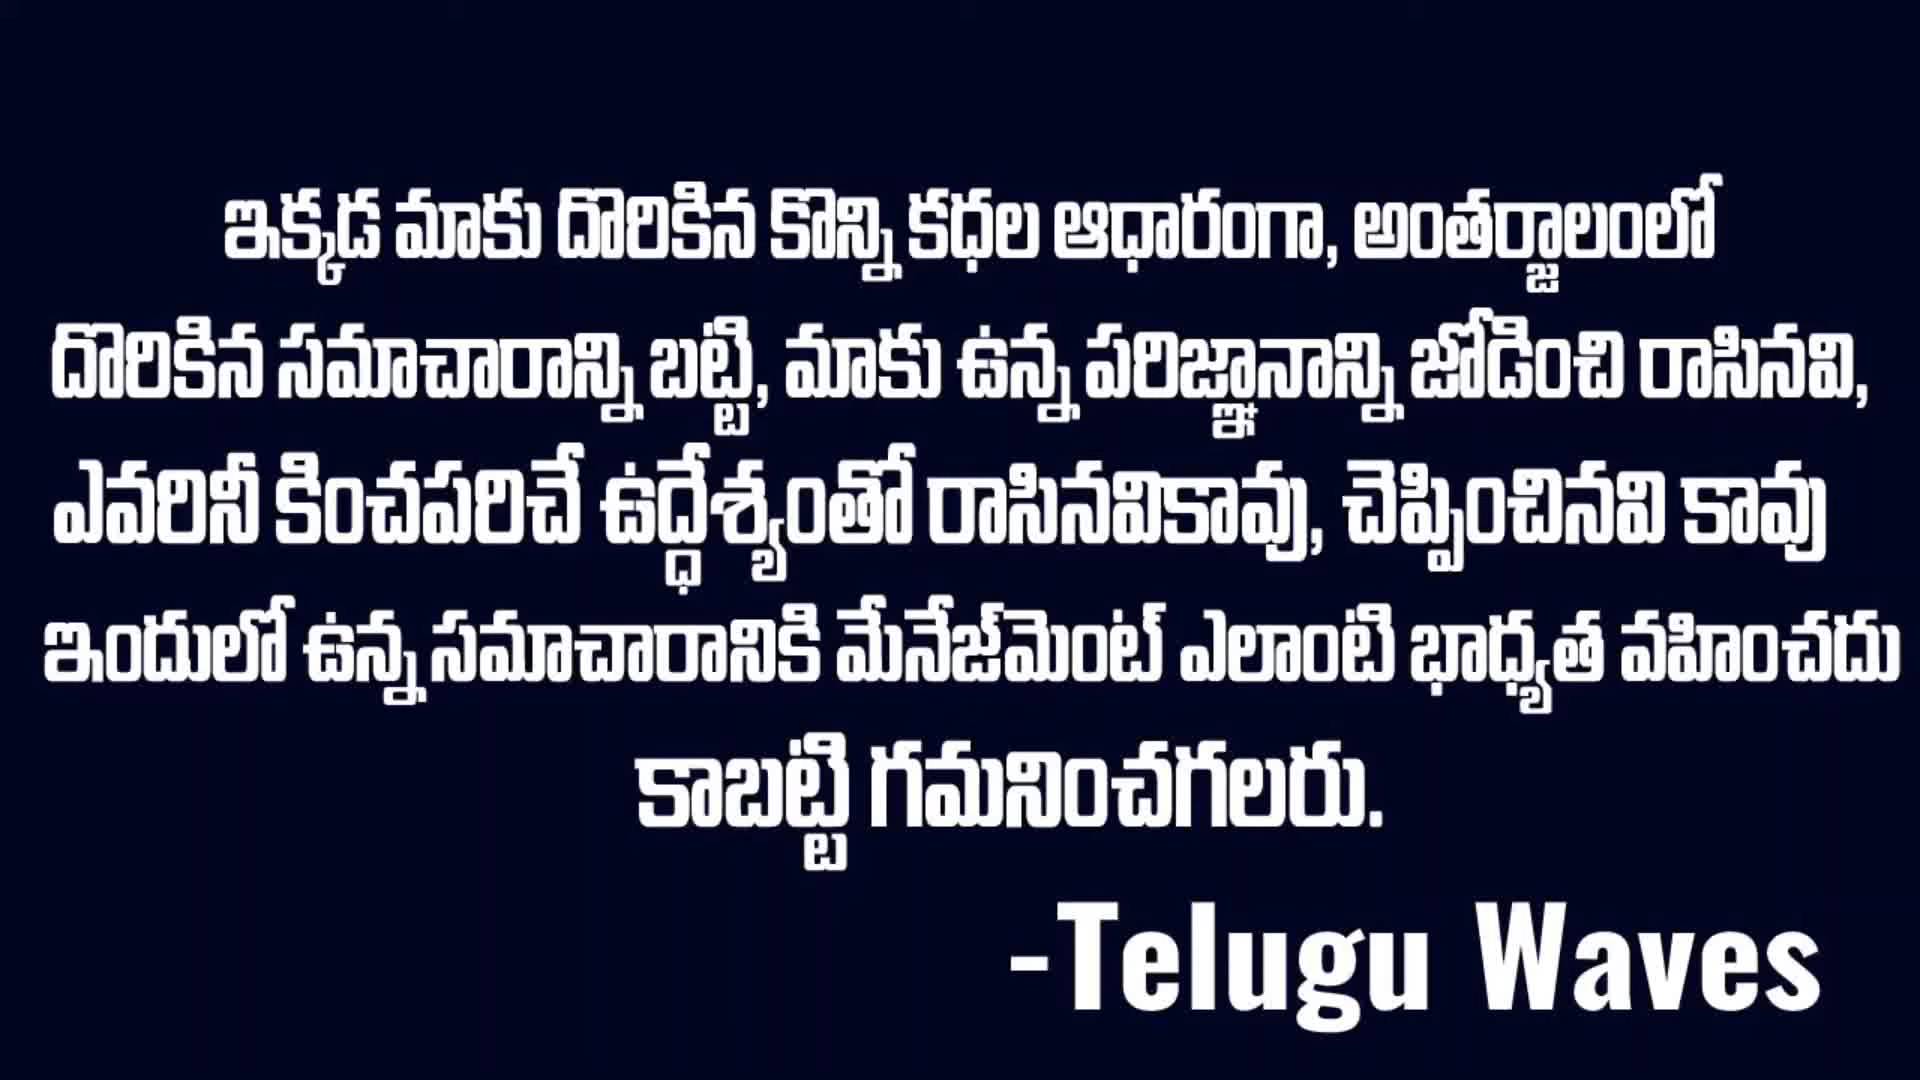 ఇక్కడ మాకు దొరికిన కొన్ని కధల ఆధారంగా, అంతర్జాలంలో
దొరికిన సమాచారాన్ని బట్టి, మాకు ఉన్న పరిజ్ఞానాన్ని జోడించి రాసినవి,
ఎవరినీ కించపరిచే ఉద్ధేశ్యంతో రాసినవికావు, చెప్పించినవి కావు
ఇందులో ఉన్న సమాచారానికి మేనేజ్‌మెంట్ ఎలాంటి భాధ్యత వహించదు
కాబట్టి గమనించగలరు.
-Telugu Waves